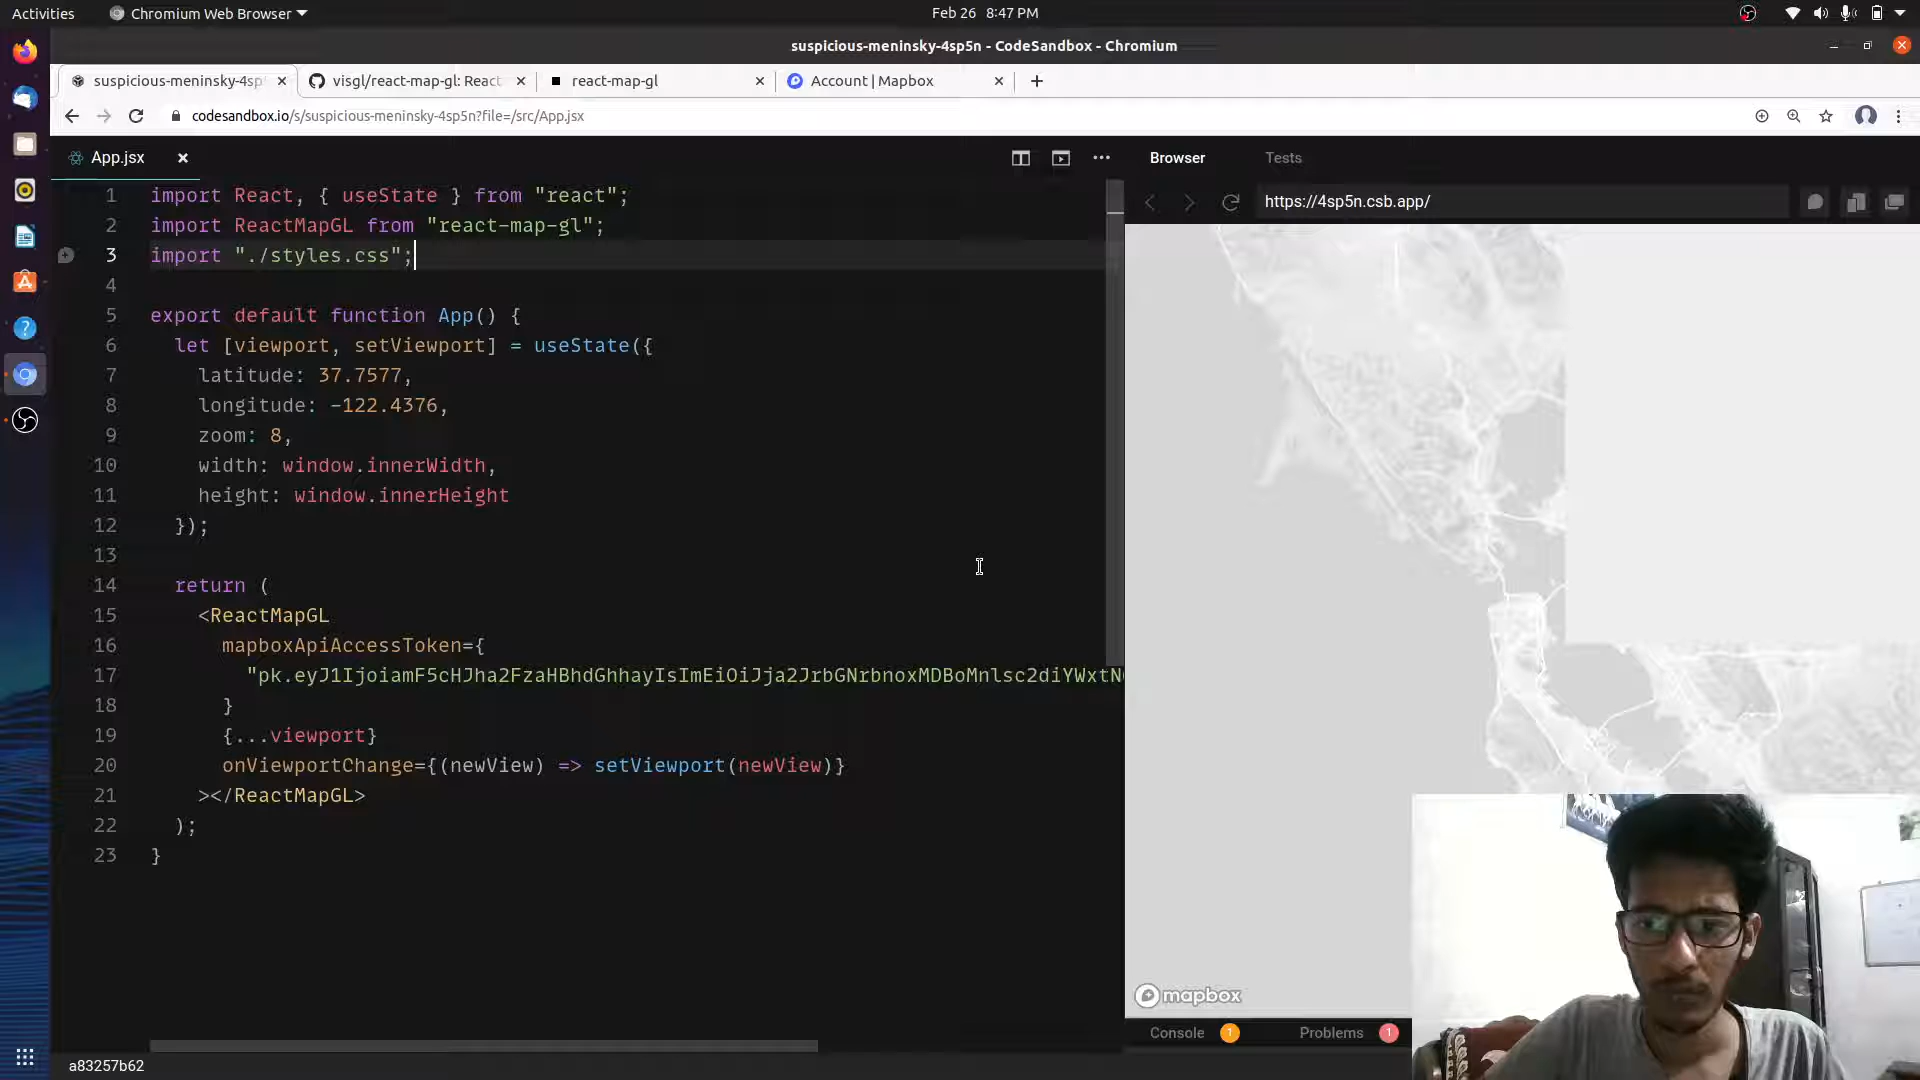 Activities
Chromium Web Browser
Feb 26 8:47 PM
suspicious-meninsky-4sp5n - CodeSandbox - Chromium
suspicious-meninsky-4sp
visgl/react-map-gl: React
react-map-gl
Account | Mapbox
codesandbox.io/s/suspicious-meninsky-4sp5n?file=/src/App.jsx
App.jsx
Browser
Tests
https://4sp5n.csb.app/
1 import React, { useState } from "react";
2 import ReactMapGL from "react-map-gl";
3 import "./styles.css";
4
5 export default function App() {
6 let [viewport, setViewport] = useState({
7 latitude: 37.7577,
8 longitude: -122.4376,
9 zoom: 8,
10 width: window.innerWidth,
11 height: window.innerHeight
12 });
13
14 return (
15 <ReactMapGL
16 mapboxApiAccessToken={
17 "pk.eyJ1IjoiamF5cHJha2FzaHBhdGhhayIsImEiOiJja2JrbGNrbnoxMDBoMnlsc2diYWxtN
18 }
19 {...viewport}
20 onViewportChange={(newView) => setViewport(newView)}
21 ></ReactMapGL>
22 );
23 }
mapbox
Console 1
Problems 1
a83257b62